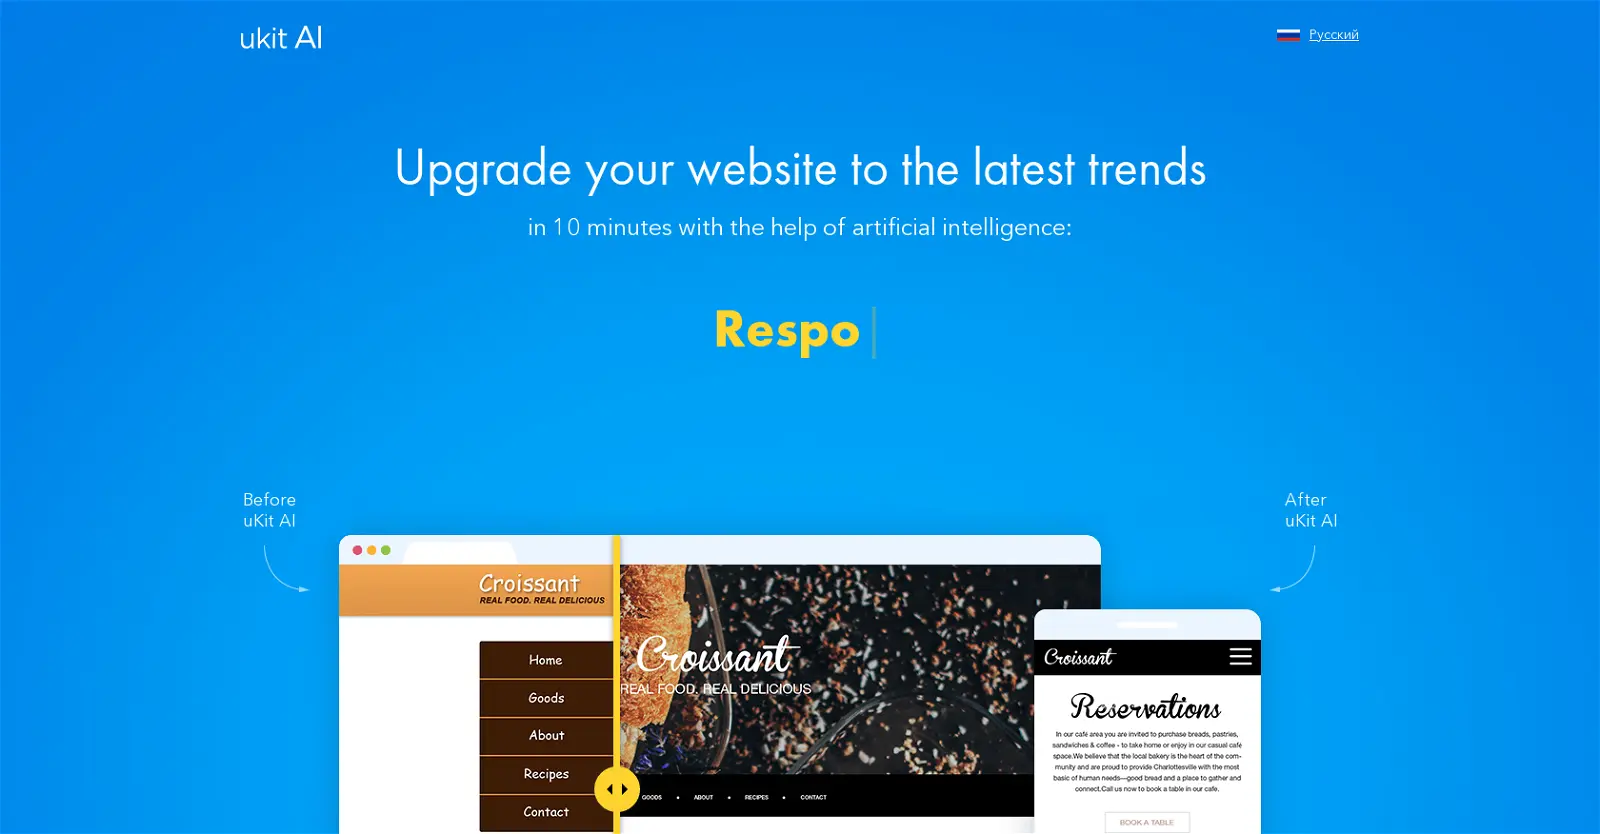 ukit AI
Русский
Upgrade your website to the latest trends
in 10 minutes with the help of artificial intelligence:
Respo
Before
uKit AI
After
uKit AI
Croissant
REAL FOOD. REAL DELICIOUS
Home
Goods
About
Recipes
Contact
Croissant
REAL FOOD. REAL DELICIOUS
GOODS
ABOUT
RECIPES
CONTACT
Croissant
Reservations
In our café area you are invited to purchase breads, pastries,
sandwiches & coffee - to take home or enjoy in our casual café
space.We believe that the local bakery is the heart of the com-
munity and are proud to provide Charlottesville with the most
basic of human needs—good bread and a place to gather and
connect.Call us now to book a table in our cafe.
BOOK A TABLE